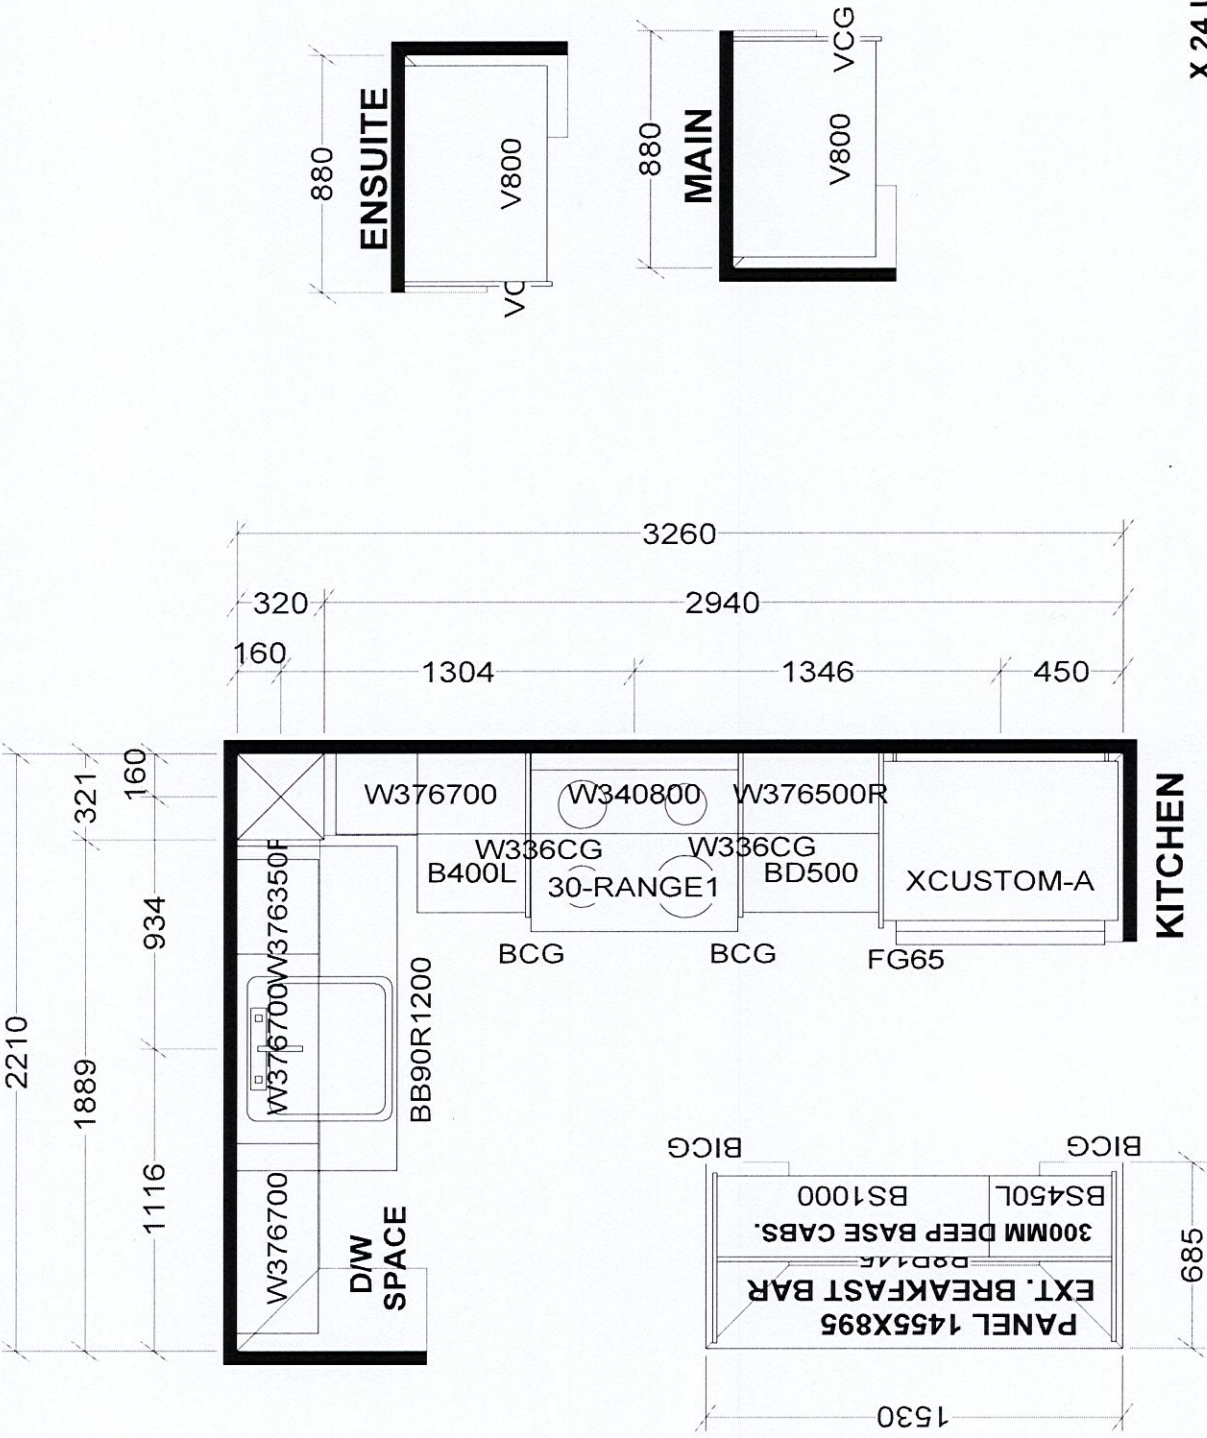 X 24 U
880
ENSUITE
V800
VC
880
MAIN
V800
VCG
3260
320
2940
160
1304
1346
450
2210
321
1889
160
934
1116
W376700
W340800
W376500R
W336CG
W336CG
B400L
30-RANGE1
BD500
XCUSTOM-A
BCG
BCG
FG65
KITCHEN
W376350R
W376700
W376700
BB90R1200
D/W
SPACE
BICG
BICG
BS1000
BS450L
300MM DEEP BASE CABS.
EXT. BREAKFAST BAR
PANEL 1455X895
685
1530